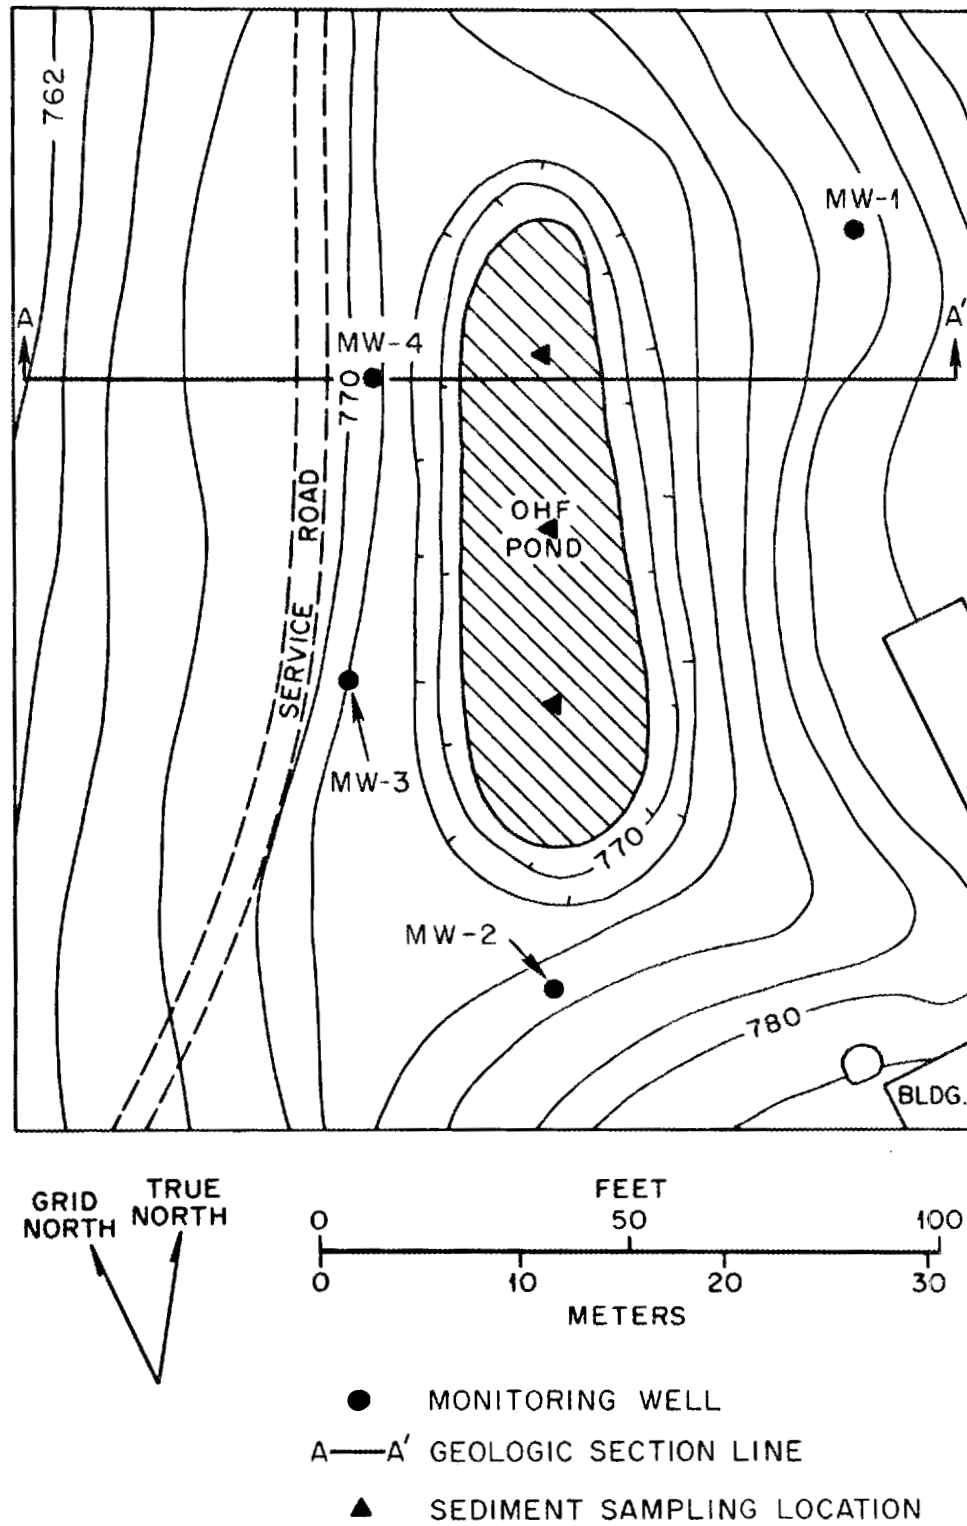 762
MW-1
A
A'
MW-4
770
SERVICE ROAD
OHF
POND
MW-3
770
MW-2
780
BLDG.
GRID
NORTH
TRUE
NORTH
FEET
0 50 100
0 10 20 30
METERS
MONITORING WELL
A—A' GEOLOGIC SECTION LINE
SEDIMENT SAMPLING LOCATION